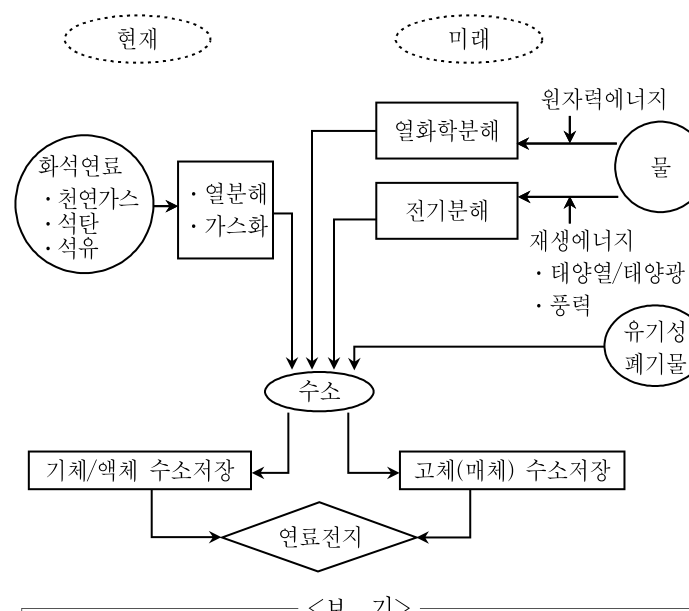 현재
미래
원자력에너지
열화학분해
물
화석연료
· 천연가스
· 석탄
· 석유
· 열분해
· 가스화
전기분해
재생에너지
· 태양열/태양광
· 풍력
유기성
폐기물
수소
기체/액체 수소저장
고체(매체) 수소저장
연료전지
<보 기>